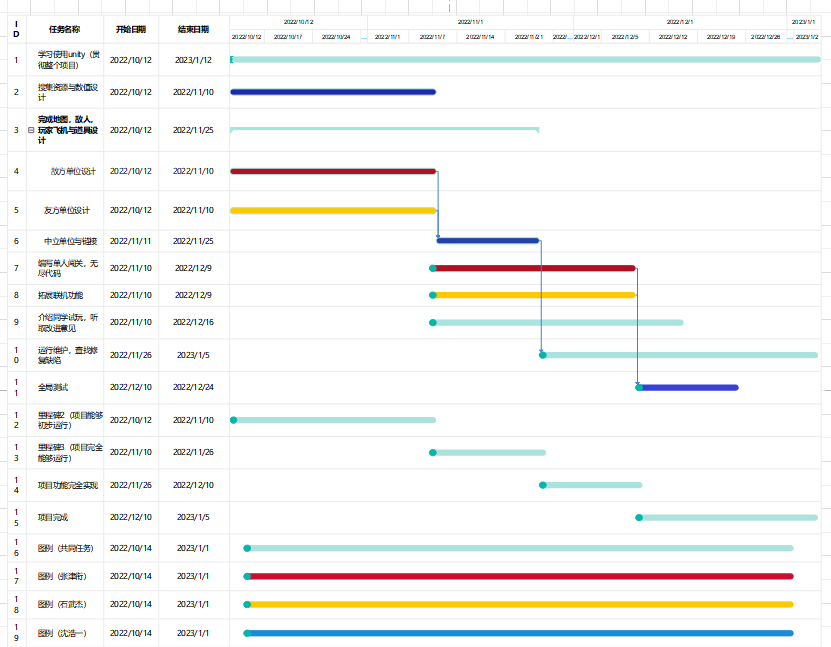 2022/10/12 2022/11/1 2022/12/1 2023/1/1
ID 任务名称 开始日期 结束日期
2022/10/12 2022/10/17 2022/10/24 ... 2022/11/1 2022/11/7 2022/11/14 2022/11/21 2022/... 2022/12/1 2022/12/5 2022/12/12 2022/12/19 2022/12/26 ... 2023/1/2
1 学习使用unity（贯彻整个项目） 2022/10/12 2023/1/12
2 搜集资源与数值设计 2022/10/12 2022/11/10
3 完成地图，敌人，玩家飞机与道具设计 2022/10/12 2022/11/25
4 敌方单位设计 2022/10/12 2022/11/10
5 友方单位设计 2022/10/12 2022/11/10
6 中立单位与链接 2022/11/11 2022/11/25
7 编写单人闯关，无尽代码 2022/11/10 2022/12/9
8 拓展联机功能 2022/11/10 2022/12/9
9 介绍同学试玩，听取改进意见 2022/11/10 2022/12/16
10 运行维护，查找修复缺陷 2022/11/26 2023/1/5
11 全局测试 2022/12/10 2022/12/24
12 里程碑2（项目能够初步运行） 2022/10/12 2022/11/10
13 里程碑3（项目完全能够运行） 2022/11/10 2022/11/26
14 项目功能完全实现 2022/11/26 2022/12/10
15 项目完成 2022/12/10 2023/1/5
16 图例（共同任务） 2022/10/14 2023/1/1
17 图例（张津衔） 2022/10/14 2023/1/1
18 图例（石武杰） 2022/10/14 2023/1/1
19 图例（沈浩一） 2022/10/14 2023/1/1